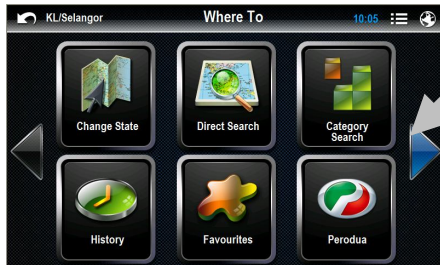 KL/Selangor
Where To
10:05
Change State
Direct Search
Category
Search
History
Favourites
Perodua